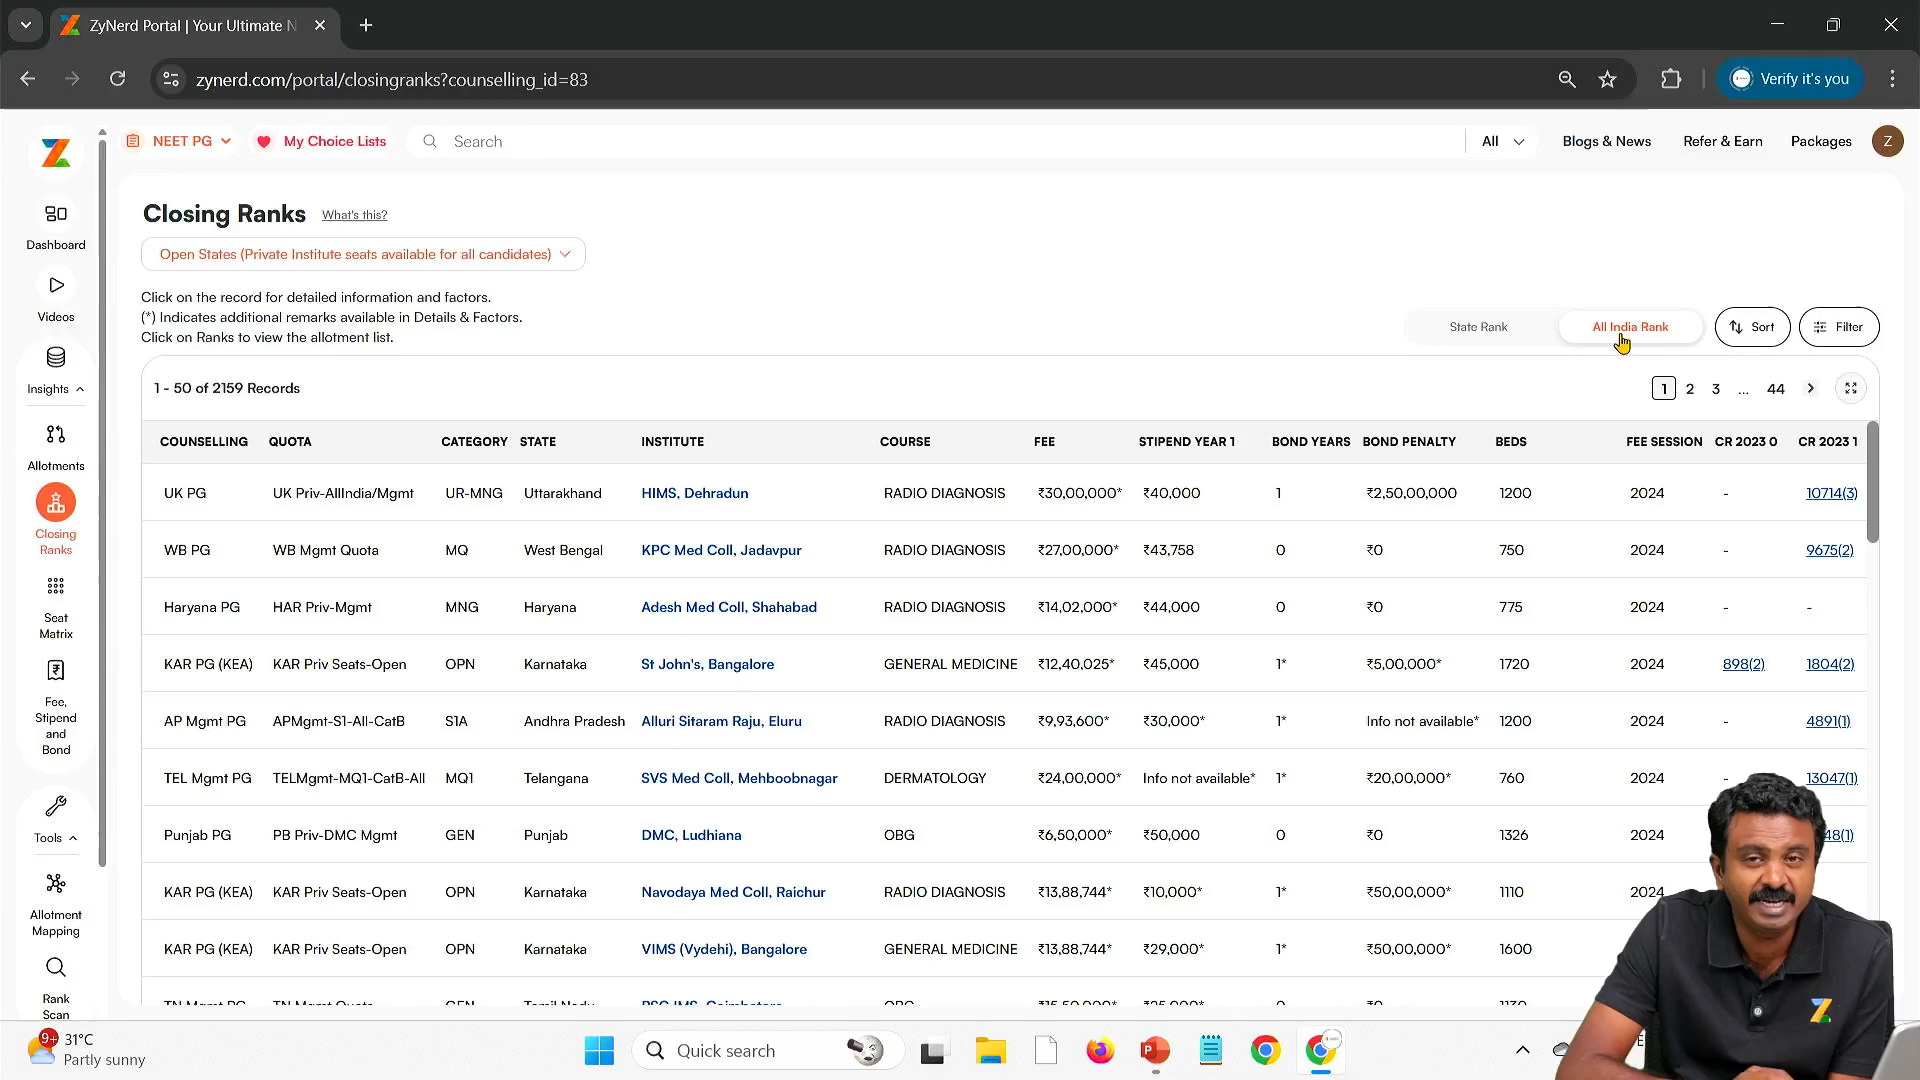 ZyNerd Portal | Your Ultimate N
zynerd.com/portal/closingranks?counselling_id=83
Verify it's you
NEET PG
My Choice Lists
Search
All
Blogs & News
Refer & Earn
Packages
Z
Dashboard
Videos
Insights
Allotments
Closing
Ranks
Seat
Matrix
Fee,
Stipend
and
Bond
Tools
Allotment
Mapping
Rank
Scan
Closing Ranks What's this?
Open States (Private Institute seats available for all candidates)
Click on the record for detailed information and factors.
(*) Indicates additional remarks available in Details & Factors.
Click on Ranks to view the allotment list.
State Rank
All India Rank
Sort
Filter
1 - 50 of 2159 Records
1 2 3 ... 44
COUNSELLING QUOTA CATEGORY STATE INSTITUTE COURSE FEE STIPEND YEAR 1 BOND YEARS BOND PENALTY BEDS FEE SESSION CR 2023 0 CR 2023 1
UK PG UK Priv-AllIndia/Mgmt UR-MNG Uttarakhand HIMS, Dehradun RADIO DIAGNOSIS ₹30,00,000* ₹40,000 1 ₹2,50,00,000 1200 2024 - 10714(3)
WB PG WB Mgmt Quota MQ West Bengal KPC Med Coll, Jadavpur RADIO DIAGNOSIS ₹27,00,000* ₹43,758 0 ₹0 750 2024 - 9675(2)
Haryana PG HAR Priv-Mgmt MNG Haryana Adesh Med Coll, Shahabad RADIO DIAGNOSIS ₹14,02,000* ₹44,000 0 ₹0 775 2024 - -
KAR PG (KEA) KAR Priv Seats-Open OPN Karnataka St John's, Bangalore GENERAL MEDICINE ₹12,40,025* ₹45,000 1* ₹5,00,000* 1720 2024 898(2) 1804(2)
AP Mgmt PG APMgmt-S1-All-CatB S1A Andhra Pradesh Alluri Sitaram Raju, Eluru RADIO DIAGNOSIS ₹9,93,600* ₹30,000* 1* Info not available* 1200 2024 - 4891(1)
TEL Mgmt PG TELMgmt-MQ1-CatB-All MQ1 Telangana SVS Med Coll, Mehboobnagar DERMATOLOGY ₹24,00,000* Info not available* 1* ₹20,00,000* 760 2024 - 13047(1)
Punjab PG PB Priv-DMC Mgmt GEN Punjab DMC, Ludhiana OBG ₹6,50,000* ₹50,000 0 ₹0 1326 2024 48(1)
KAR PG (KEA) KAR Priv Seats-Open OPN Karnataka Navodaya Med Coll, Raichur RADIO DIAGNOSIS ₹13,88,744* ₹10,000* 1* ₹50,00,000* 1110 2024
KAR PG (KEA) KAR Priv Seats-Open OPN Karnataka VIMS (Vydehi), Bangalore GENERAL MEDICINE ₹13,88,744* ₹29,000* 1* ₹50,00,000* 1600
9+
31°C
Partly sunny
Quick search